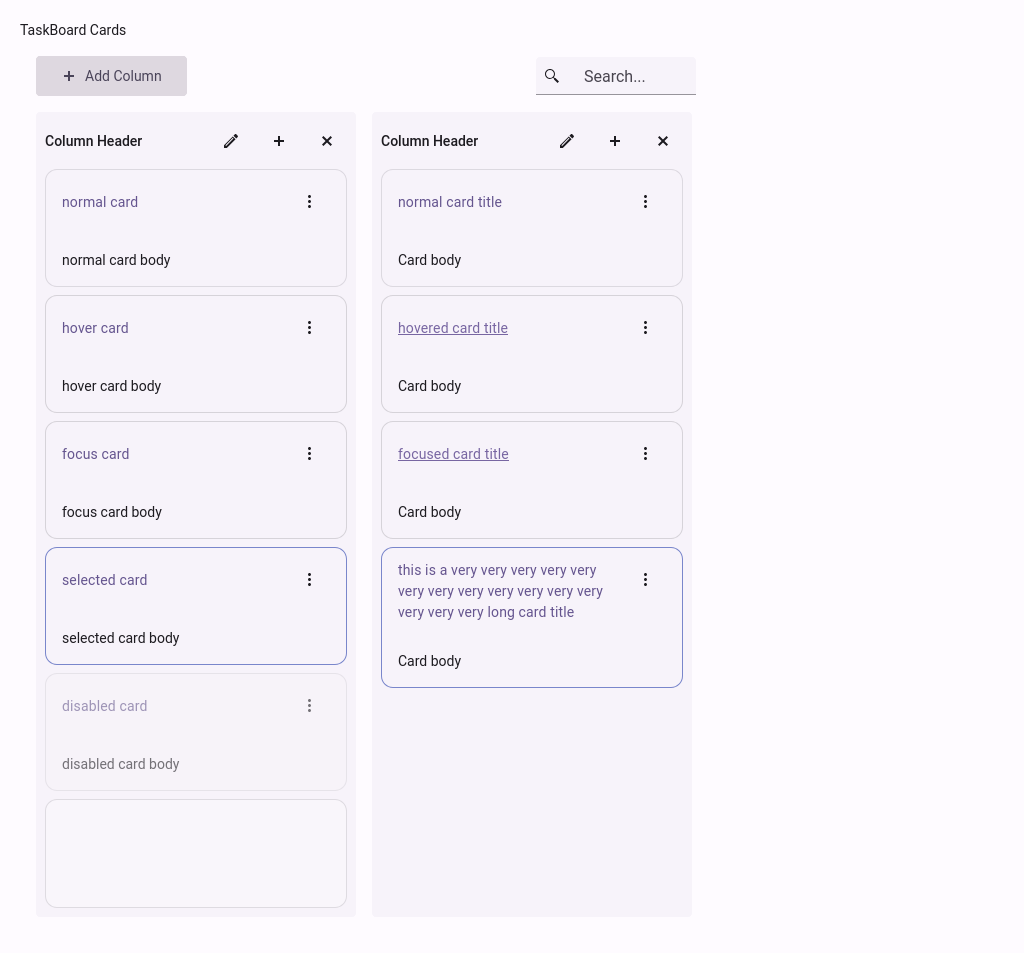 TaskBoard Cards
Add Column
Search...
Column Header
normal card
normal card body
hover card
hover card body
focus card
focus card body
selected card
selected card body
disabled card
disabled card body
Column Header
normal card title
Card body
hovered card title
Card body
focused card title
Card body
this is a very very very very very
very very very very very very very
very very very long card title
Card body